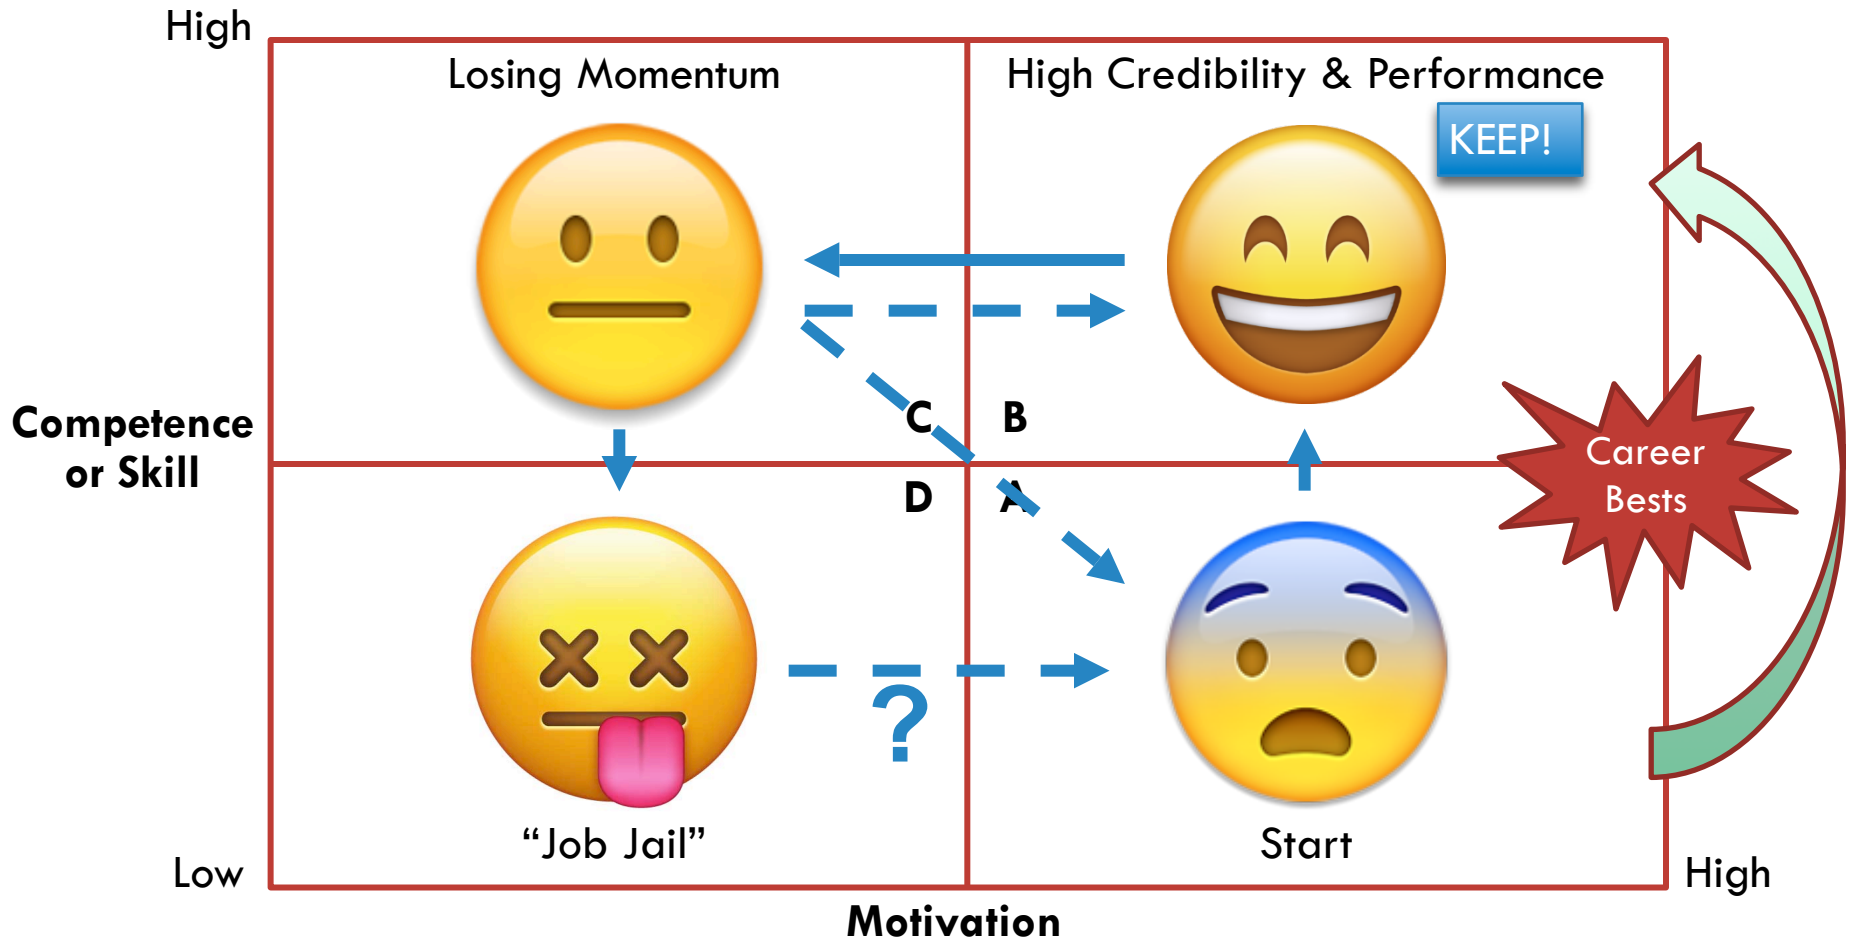 High
Losing Momentum
High Credibility & Performance
KEEP!
Competence
or Skill
C
B
Career
Bests
D
A
?
“Job Jail”
Start
Low
High
Motivation